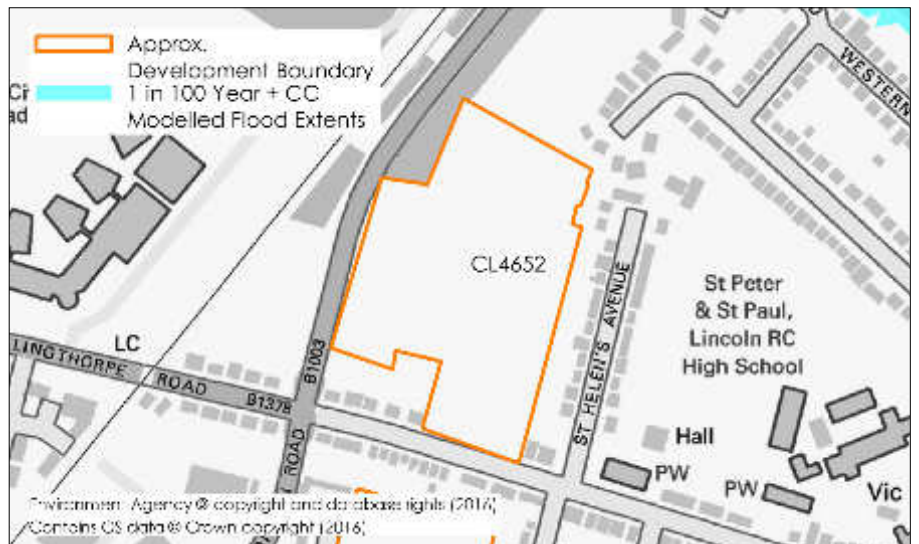 Approx.
Development Boundary
1 in 100 Year + CC
Modelled Flood Extents
WESTERN
CL4652
ST HELEN'S AVENUE
St Peter
& St Paul,
Lincoln RC
High School
LC
LINGTHORPE ROAD
B1378
B1003
ROAD
Hall
PW
PW
Vic
Environment Agency © copyright and database rights (2016)
Contains OS data © Crown copyright (2016)